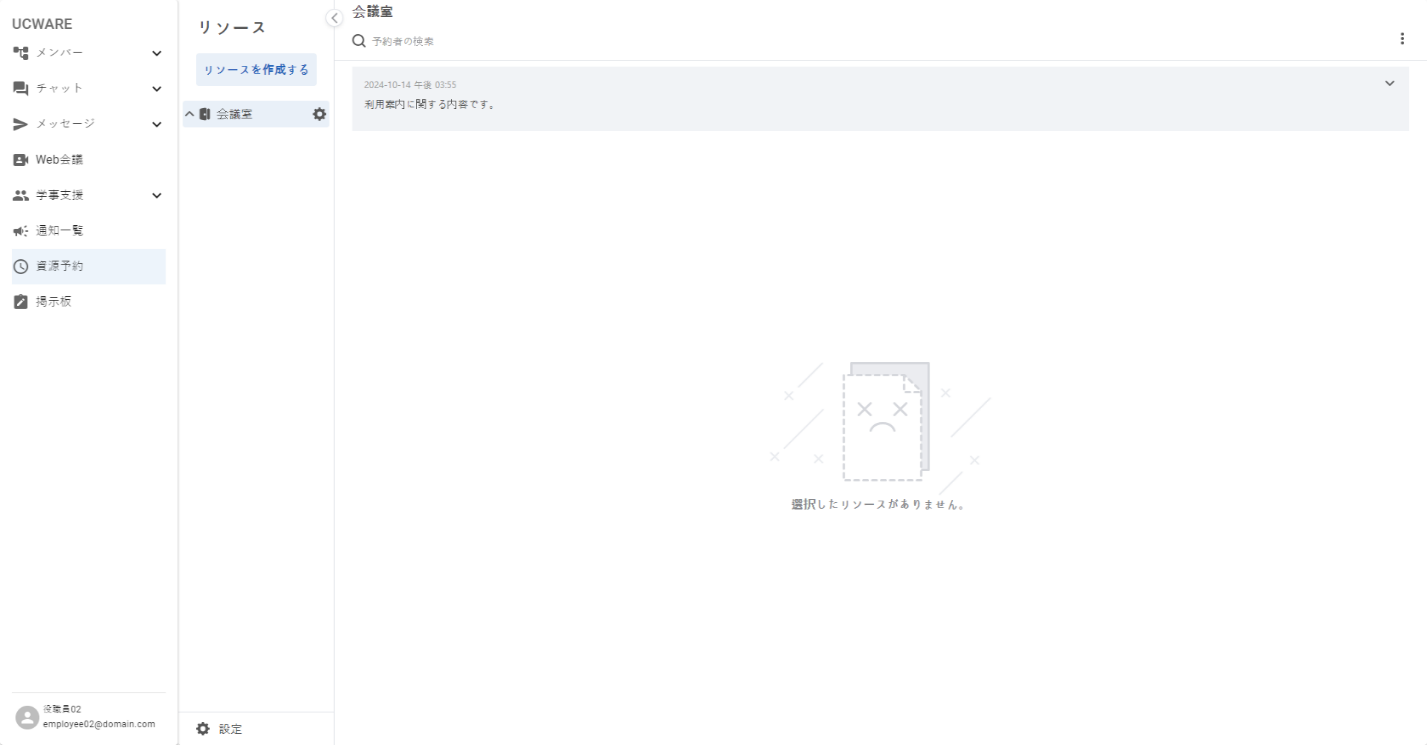 UCWARE
メンバー
チャット
メッセージ
Web会議
学事支援
通知一覧
資源予約
掲示板
役職員02
employee02@domain.com
リソース
リソースを作成する
会議室
設定
会議室
予約者の検索
2024-10-14 午後 03:55
利用案内に関する内容です。
選択したリソースがありません。